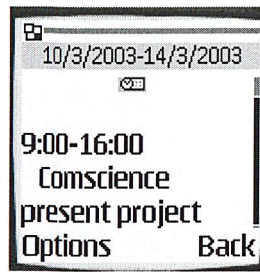 10/3/2003-14/3/2003
9:00-16:00
Comscience
present project
Options Back